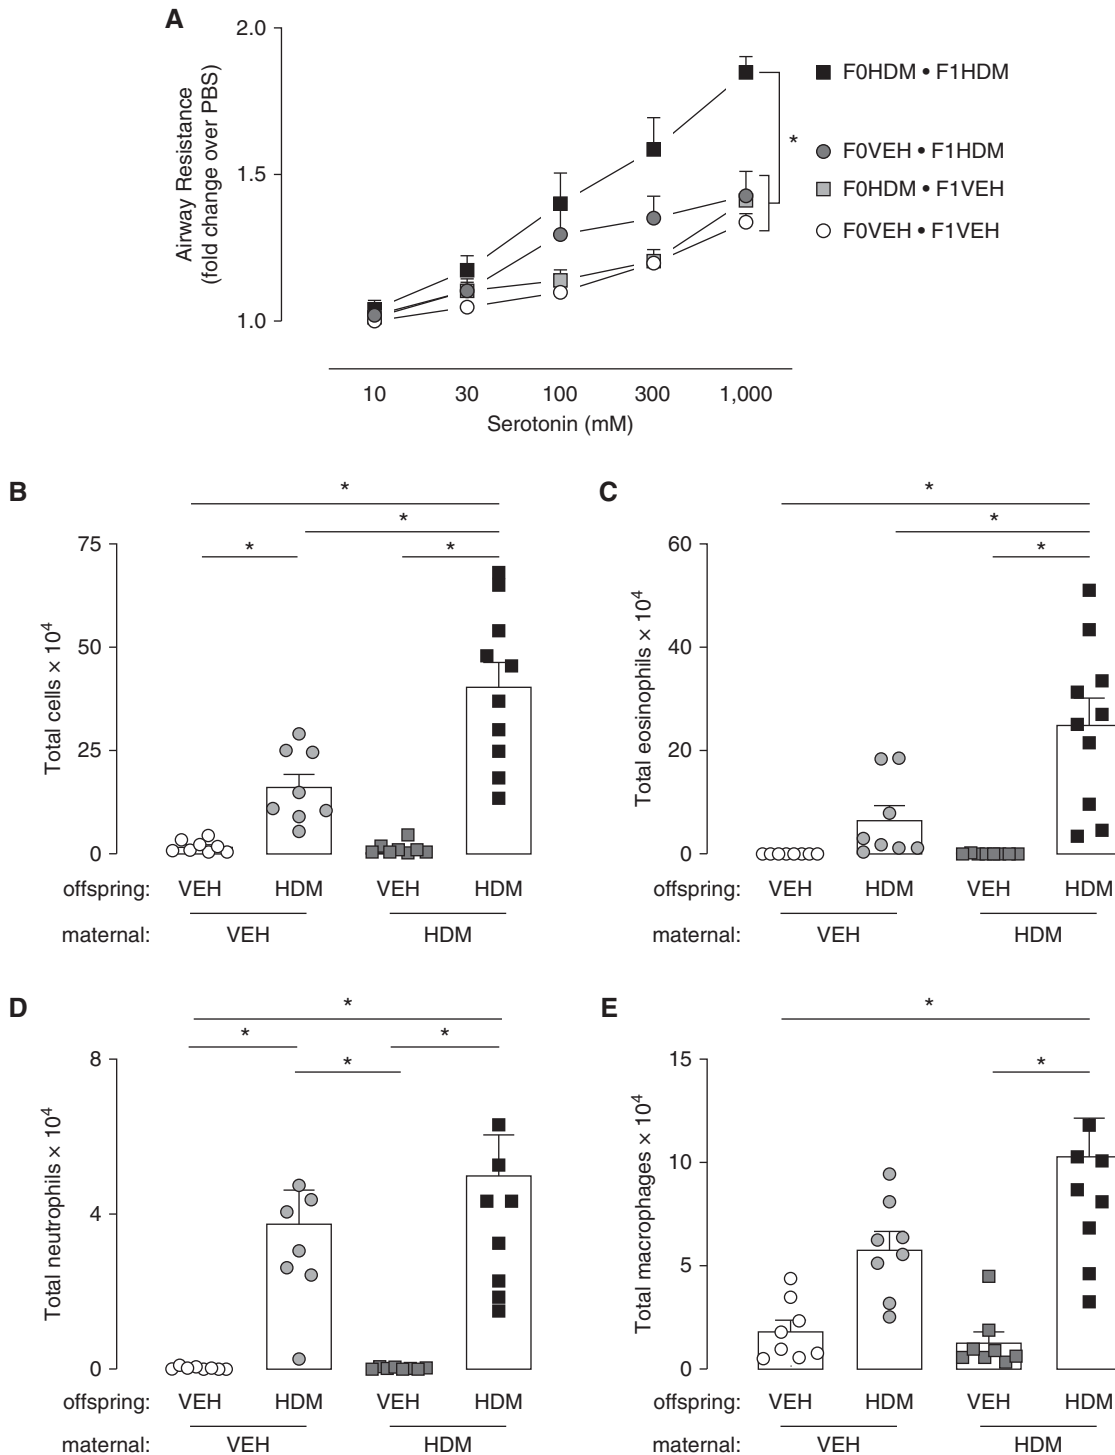 A
2.0
1.5
1.0
Airway Resistance
(fold change over PBS)
*
F0HDM • F1HDM
F0VEH • F1HDM
F0HDM • F1VEH
F0VEH • F1VEH
10 30 100 300 1,000
Serotonin (mM)
B
*
*
* *
75
50
25
0
Total cells × 10⁴
offspring: VEH HDM VEH HDM
maternal: VEH HDM
C
*
*
*
60
40
20
0
Total eosinophils × 10⁴
offspring: VEH HDM VEH HDM
maternal: VEH HDM
D
*
* *
*
8
4
0
Total neutrophils × 10⁴
offspring: VEH HDM VEH HDM
maternal: VEH HDM
E
*
*
15
10
5
0
Total macrophages × 10⁴
offspring: VEH HDM VEH HDM
maternal: VEH HDM